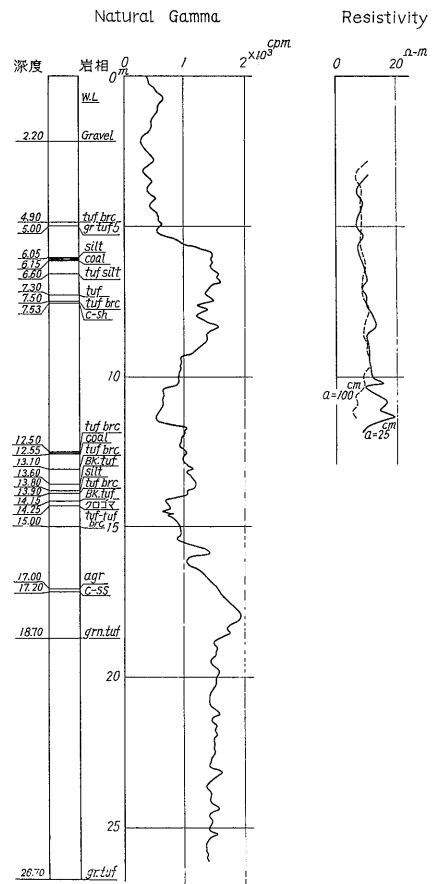 Natural Gamma
Resistivity
×10³ cpm
Ω-m
深度 岩相
0ᵐ 0 1 2
0 20
W.L
2.20 Gravel
4.90 tuf.brc
5.00
silt
6.05 coal
6.15
6.60 tuf silt
7.30 tuf
7.50 tuf brc
7.53 c-sh
10
a=100 cm
a=25 cm
tuf brc
12.50 coal
12.55 tuf brc
13.10 BK.tuf
13.60 silt
13.80 tuf brc
13.90 BK.tuf
14.15 クロゴマ
14.25 tuf-tuf
15.00 brc
15
17.00 agr
17.20 C-SS
18.70 grn.tuf
20
25
26.70 gr.tuf